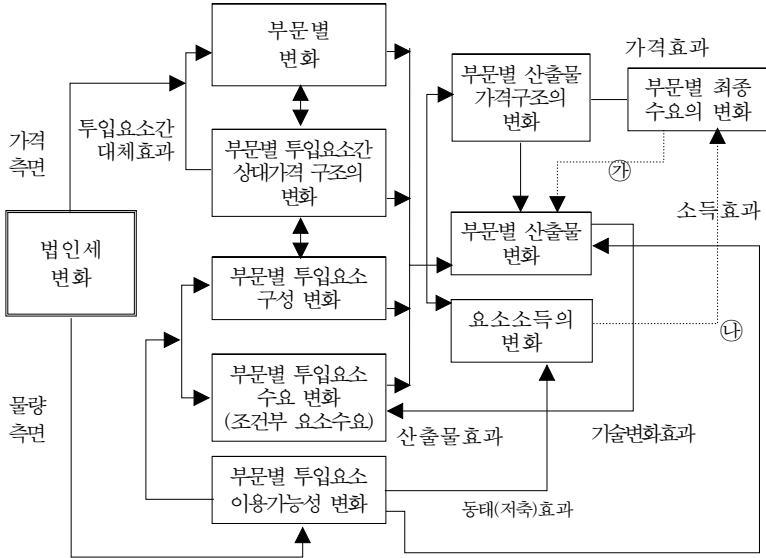 부문별
변화
가격효과
부문별 산출물
가격구조의
변화
부문별 최종
수요의 변화
가격
측면
투입요소간
대체효과
부문별 투입요소간
상대가격 구조의
변화
㉮
소득효과
법인세
변화
부문별 산출물
변화
부문별 투입요소
구성 변화
요소소득의
변화
㉯
부문별 투입요소
수요 변화
(조건부 요소수요)
물량
측면
산출물효과
기술변화효과
부문별 투입요소
이용가능성 변화
동태(저축)효과